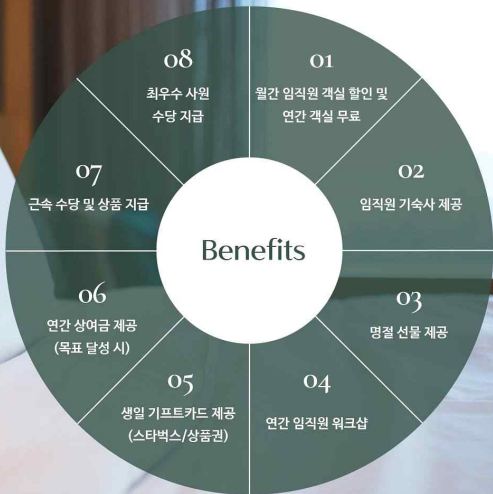 Benefits
01
월간 임직원 객실 할인 및
연간 객실 무료
02
임직원 기숙사 제공
03
명절 선물 제공
04
연간 임직원 워크샵
05
생일 기프트카드 제공
(스타벅스/상품권)
06
연간 상여금 제공
(목표 달성 시)
07
근속 수당 및 상품 지급
08
최우수 사원
수당 지급